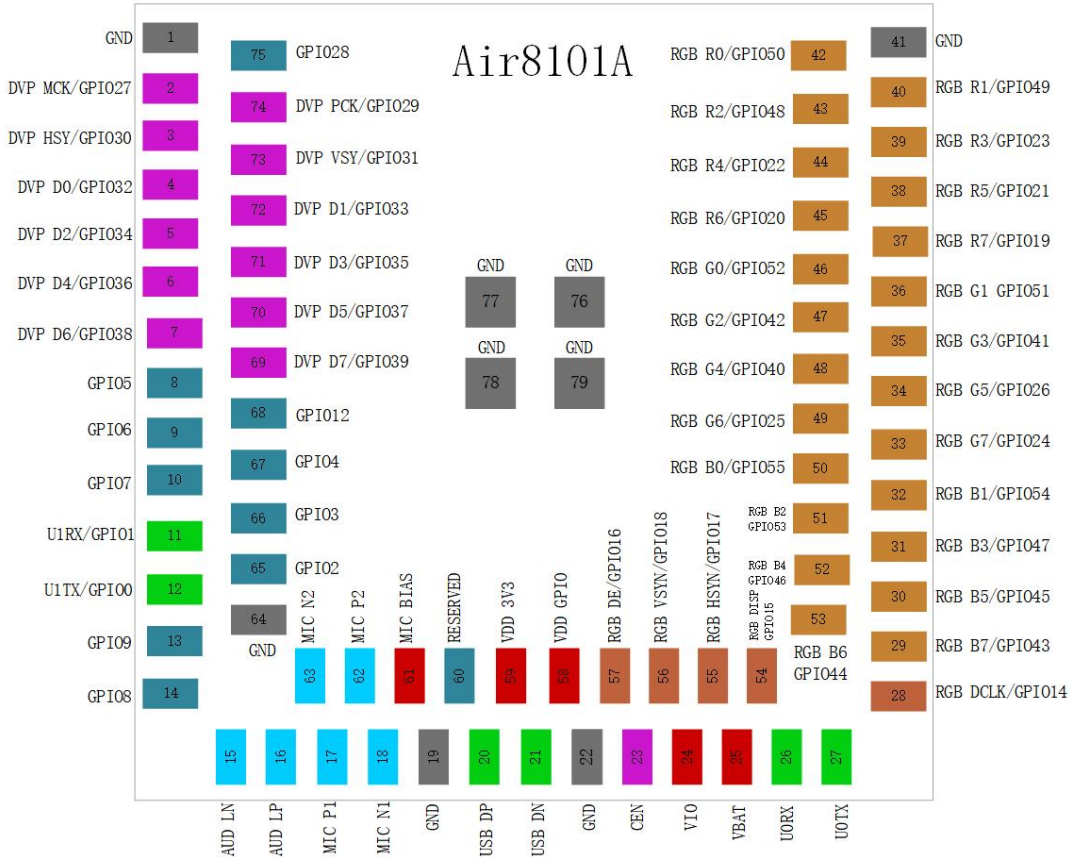 Air8101A
GND
1
DVP MCK/GPIO27
2
DVP HSY/GPIO30
3
DVP D0/GPIO32
4
DVP D2/GPIO34
5
DVP D4/GPIO36
6
DVP D6/GPIO38
7
GPIO5
8
GPIO6
9
GPIO7
10
U1RX/GPIO1
11
U1TX/GPIO0
12
GPIO9
13
GPIO8
14
75
GPIO28
74
DVP PCK/GPIO29
73
DVP VSY/GPIO31
72
DVP D1/GPIO33
71
DVP D3/GPIO35
70
DVP D5/GPIO37
69
DVP D7/GPIO39
68
GPIO12
67
GPIO4
66
GPIO3
65
GPIO2
64
GND
GND
77
GND
76
GND
78
GND
79
RGB R0/GPIO50
42
RGB R2/GPIO48
43
RGB R4/GPIO22
44
RGB R6/GPIO20
45
RGB G0/GPIO52
46
RGB G2/GPIO42
47
RGB G4/GPIO40
48
RGB G6/GPIO25
49
RGB B0/GPIO55
50
RGB B2
GPIO53
51
RGB B4
GPIO46
52
53
RGB B6
GPIO44
41
GND
40
RGB R1/GPIO49
39
RGB R3/GPIO23
38
RGB R5/GPIO21
37
RGB R7/GPIO19
36
RGB G1 GPIO51
35
RGB G3/GPIO41
34
RGB G5/GPIO26
33
RGB G7/GPIO24
32
RGB B1/GPIO54
31
RGB B3/GPIO47
30
RGB B5/GPIO45
29
RGB B7/GPIO43
28
RGB DCLK/GPIO14
MIC N2
63
MIC P2
62
MIC BIAS
61
RESERVED
60
VDD 3V3
59
VDD GPIO
58
RGB DE/GPIO16
57
RGB VSYN/GPIO18
56
RGB HSYN/GPIO17
55
RGB DISP
GPIO15
54
15
AUD LN
16
AUD LP
17
MIC P1
18
MIC N1
19
GND
20
USB DP
21
USB DN
22
GND
23
CEN
24
VIO
25
VBAT
26
U0RX
27
U0TX